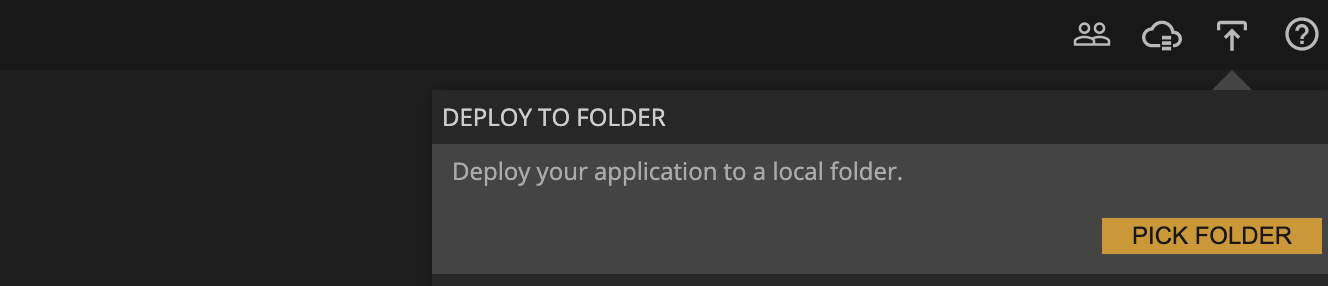 DEPLOY TO FOLDER
Deploy your application to a local folder.
PICK FOLDER